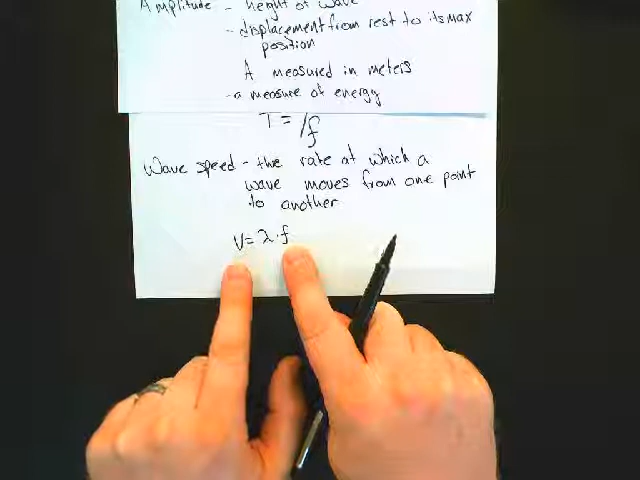 Amplitude - height of wave
- displacement from rest to its max
position
A measured in meters
- a measure of energy
T = 1/f
Wave speed - the rate at which a
wave moves from one point
to another
V = λ · f